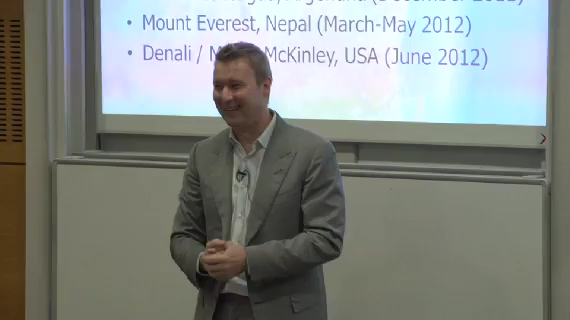 • Mount Everest, Nepal (March-May 2012)
• Denali / McKinley, USA (June 2012)